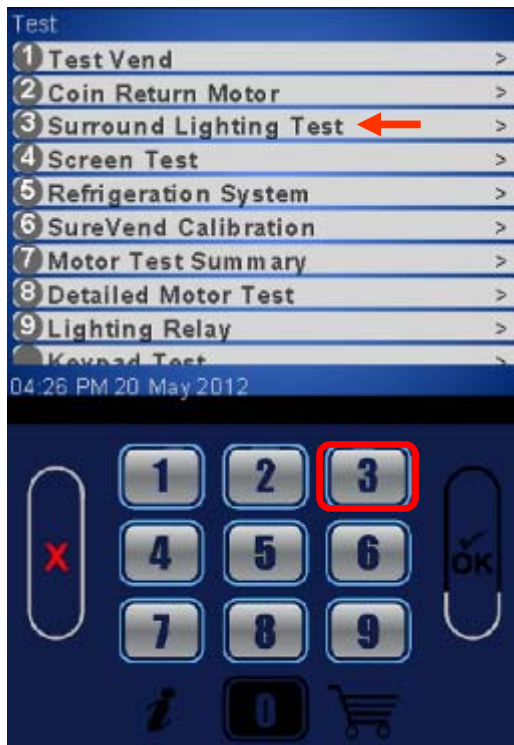 Test
1 Test Vend >
2 Coin Return Motor >
3 Surround Lighting Test >
4 Screen Test >
5 Refrigeration System >
6 SureVend Calibration >
7 Motor Test Summary >
8 Detailed Motor Test >
9 Lighting Relay >
Keypad Test >
04:26 PM 20 May 2012
1 2 3
X 4 5 6 OK
7 8 9
i 0